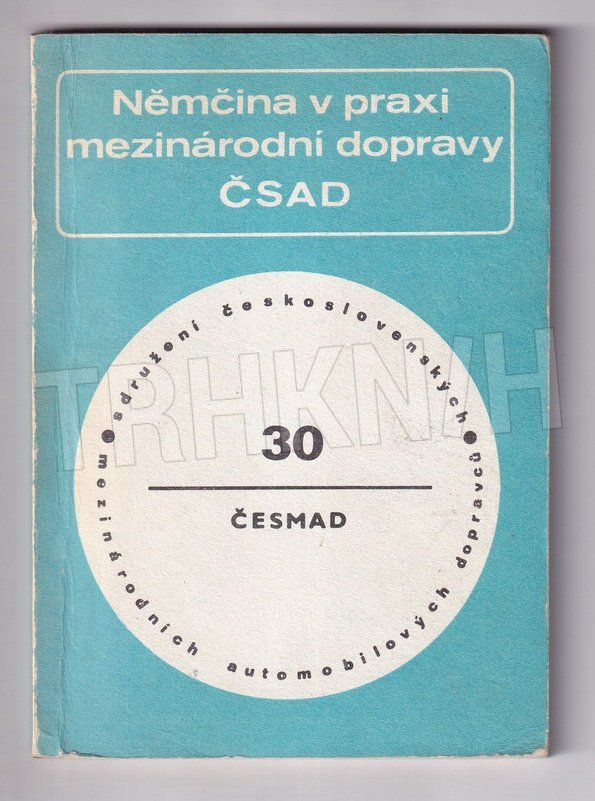 Němčina v praxi
mezinárodní dopravy
ČSAD
sdružení československých
30
ČESMAD
mezinárodních automobilových dopravců
TRHKNIH